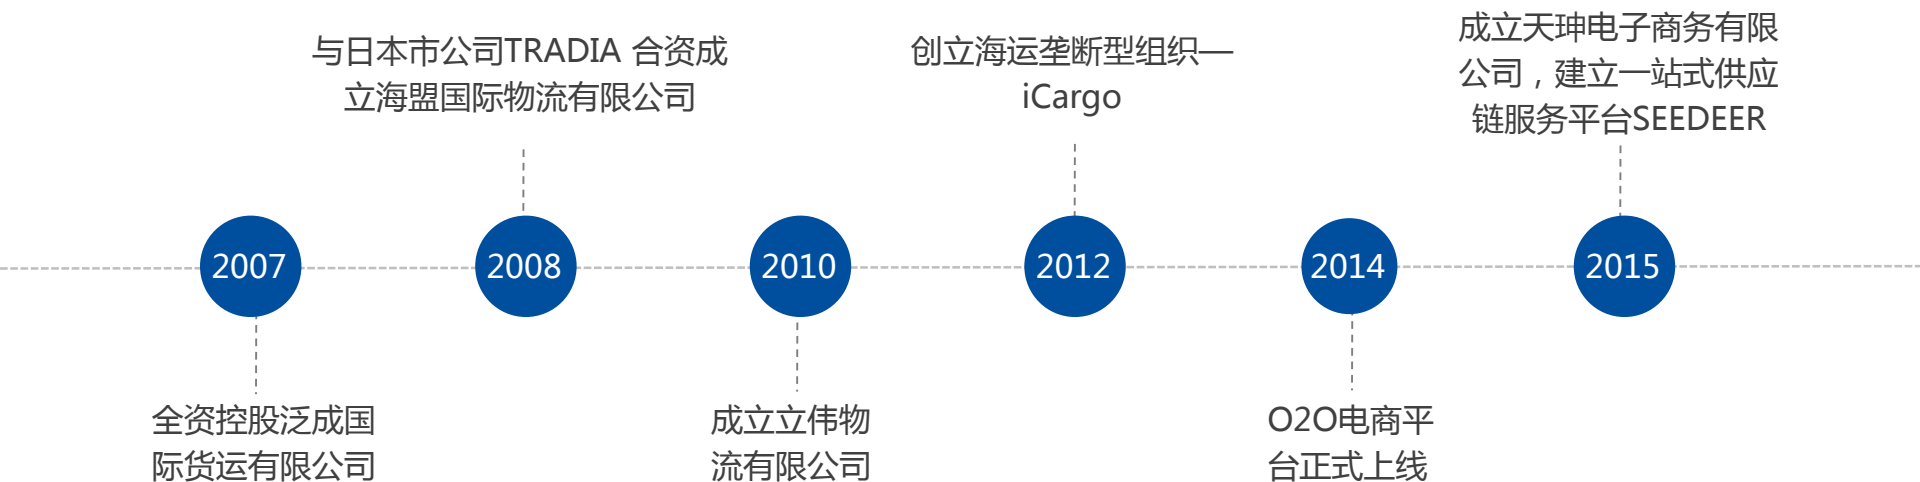 与日本市公司TRADIA 合资成
立海盟国际物流有限公司
创立海运垄断型组织—
iCargo
成立天珅电子商务有限
公司，建立一站式供应
链服务平台SEEDEER
2007
2008
2010
2012
2014
2015
全资控股泛成国
际货运有限公司
成立立伟物
流有限公司
O2O电商平
台正式上线